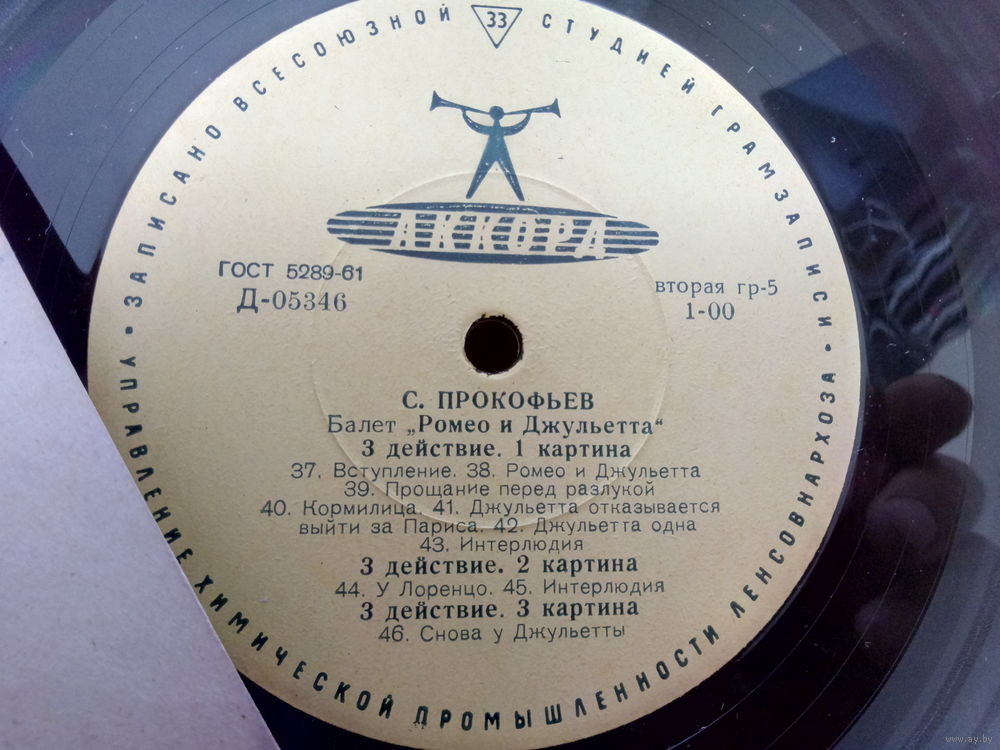 ЗАПИСАНО ВСЕСОЮЗНОЙ СТУДИЕЙ ГРАМЗАПИСИ
33
АККОРД
ГОСТ 5289-61
Д-05346
вторая гр-5
1-00
С. ПРОКОФЬЕВ
Балет „Ромео и Джульетта“
3 действие. 1 картина
37. Вступление. 38. Ромео и Джульетта
39. Прощание перед разлукой
40. Кормилица. 41. Джульетта отказывается
выйти за Париса. 42. Джульетта одна
43. Интерлюдия
3 действие. 2 картина
44. У Лоренцо. 45. Интерлюдия
3 действие. 3 картина
46. Снова у Джульетты
УПРАВЛЕНИЕ ХИМИЧЕСКОЙ ПРОМЫШЛЕННОСТИ ЛЕНСОВНАРХОЗА
www.ay.by